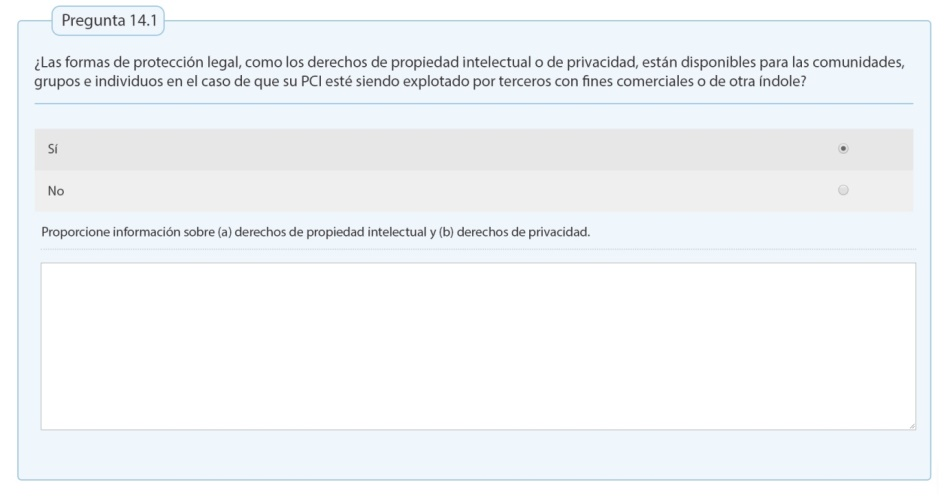 Pregunta 14.1
¿Las formas de protección legal, como los derechos de propiedad intelectual o de privacidad, están disponibles para las comunidades,
grupos e individuos en el caso de que su PCI esté siendo explotado por terceros con fines comerciales o de otra índole?
Sí
No
Proporcione información sobre (a) derechos de propiedad intelectual y (b) derechos de privacidad.